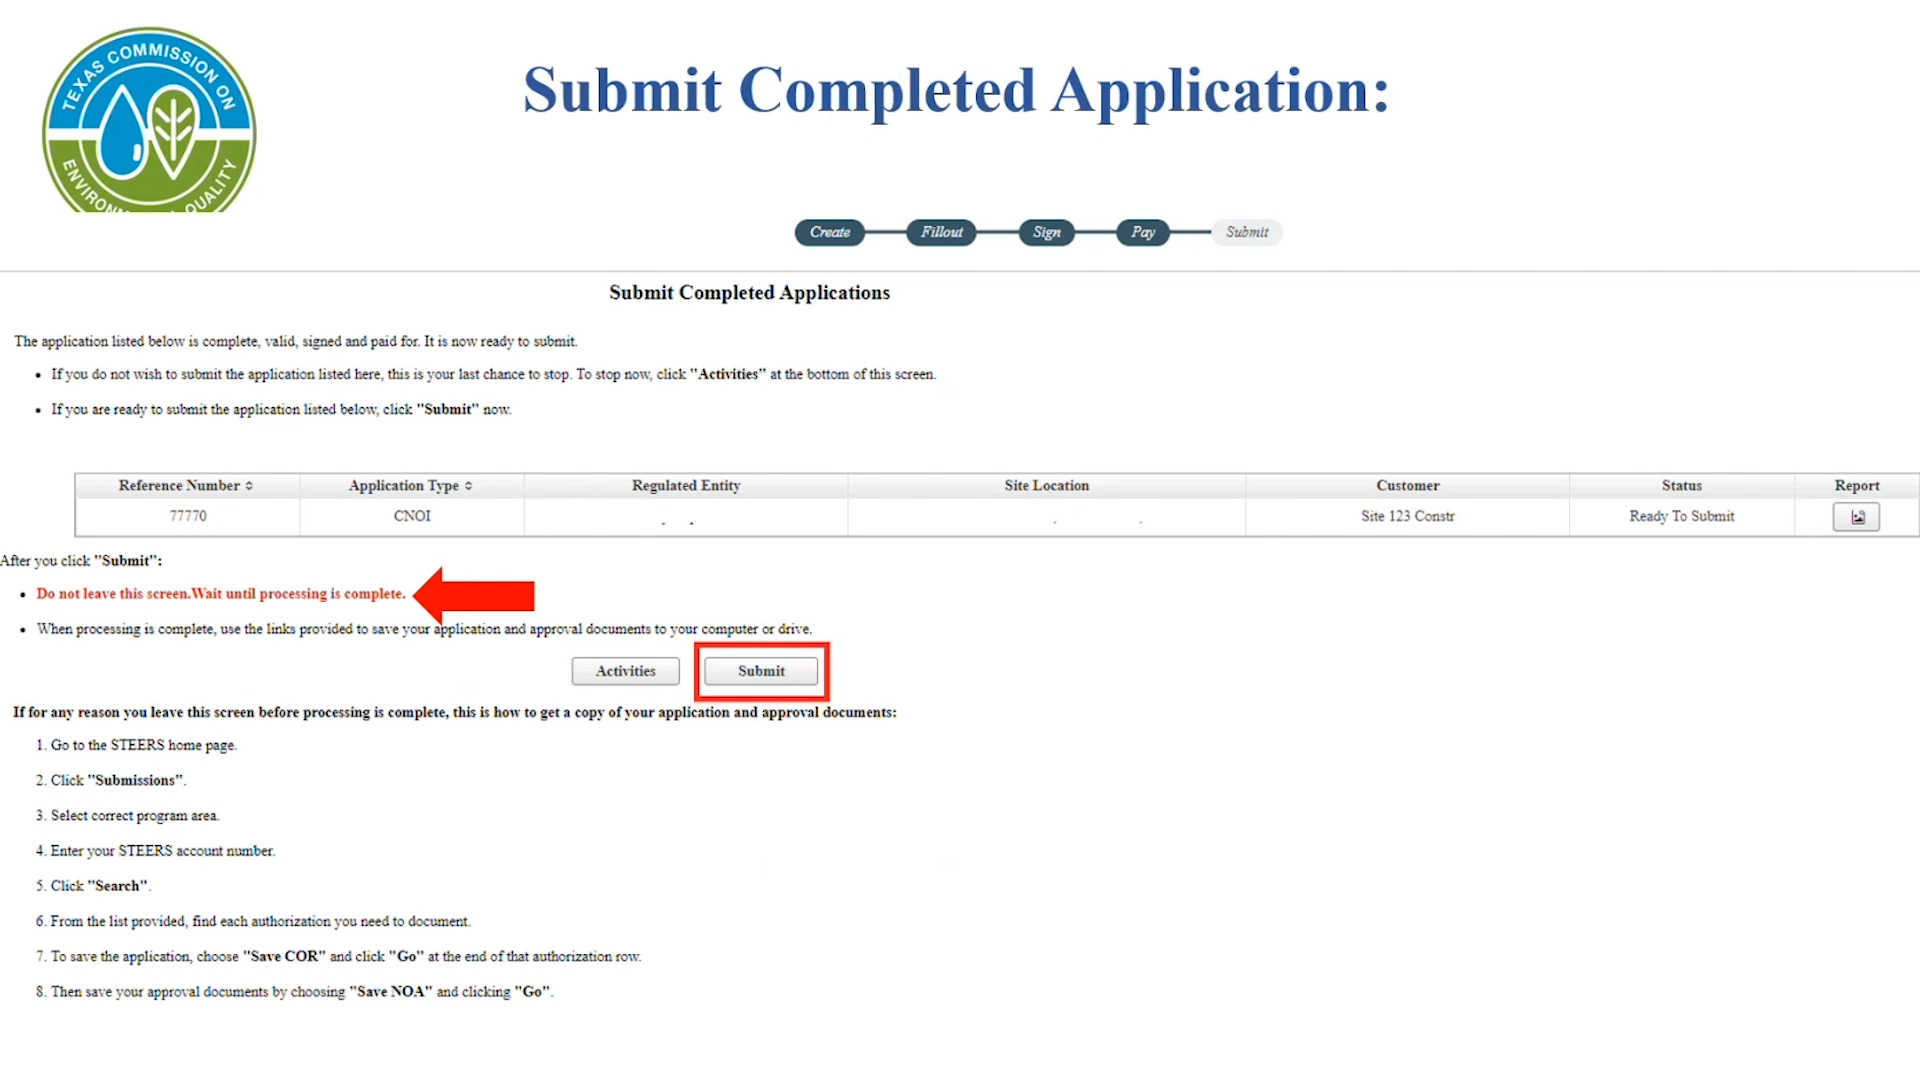 TEXAS COMMISSION ON
ENVIRONMENTAL QUALITY
Submit Completed Application:
Create Fillout Sign Pay Submit
Submit Completed Applications
The application listed below is complete, valid, signed and paid for. It is now ready to submit.
• If you do not wish to submit the application listed here, this is your last chance to stop. To stop now, click "Activities" at the bottom of this screen.
• If you are ready to submit the application listed below, click "Submit" now.
Reference Number Application Type Regulated Entity Site Location Customer Status Report
77770 CNOI Site 123 Constr Ready To Submit
After you click "Submit":
• Do not leave this screen.Wait until processing is complete.
• When processing is complete, use the links provided to save your application and approval documents to your computer or drive.
Activities Submit
If for any reason you leave this screen before processing is complete, this is how to get a copy of your application and approval documents:
1. Go to the STEERS home page.
2. Click "Submissions".
3. Select correct program area.
4. Enter your STEERS account number.
5. Click "Search".
6. From the list provided, find each authorization you need to document.
7. To save the application, choose "Save COR" and click "Go" at the end of that authorization row.
8. Then save your approval documents by choosing "Save NOA" and clicking "Go".